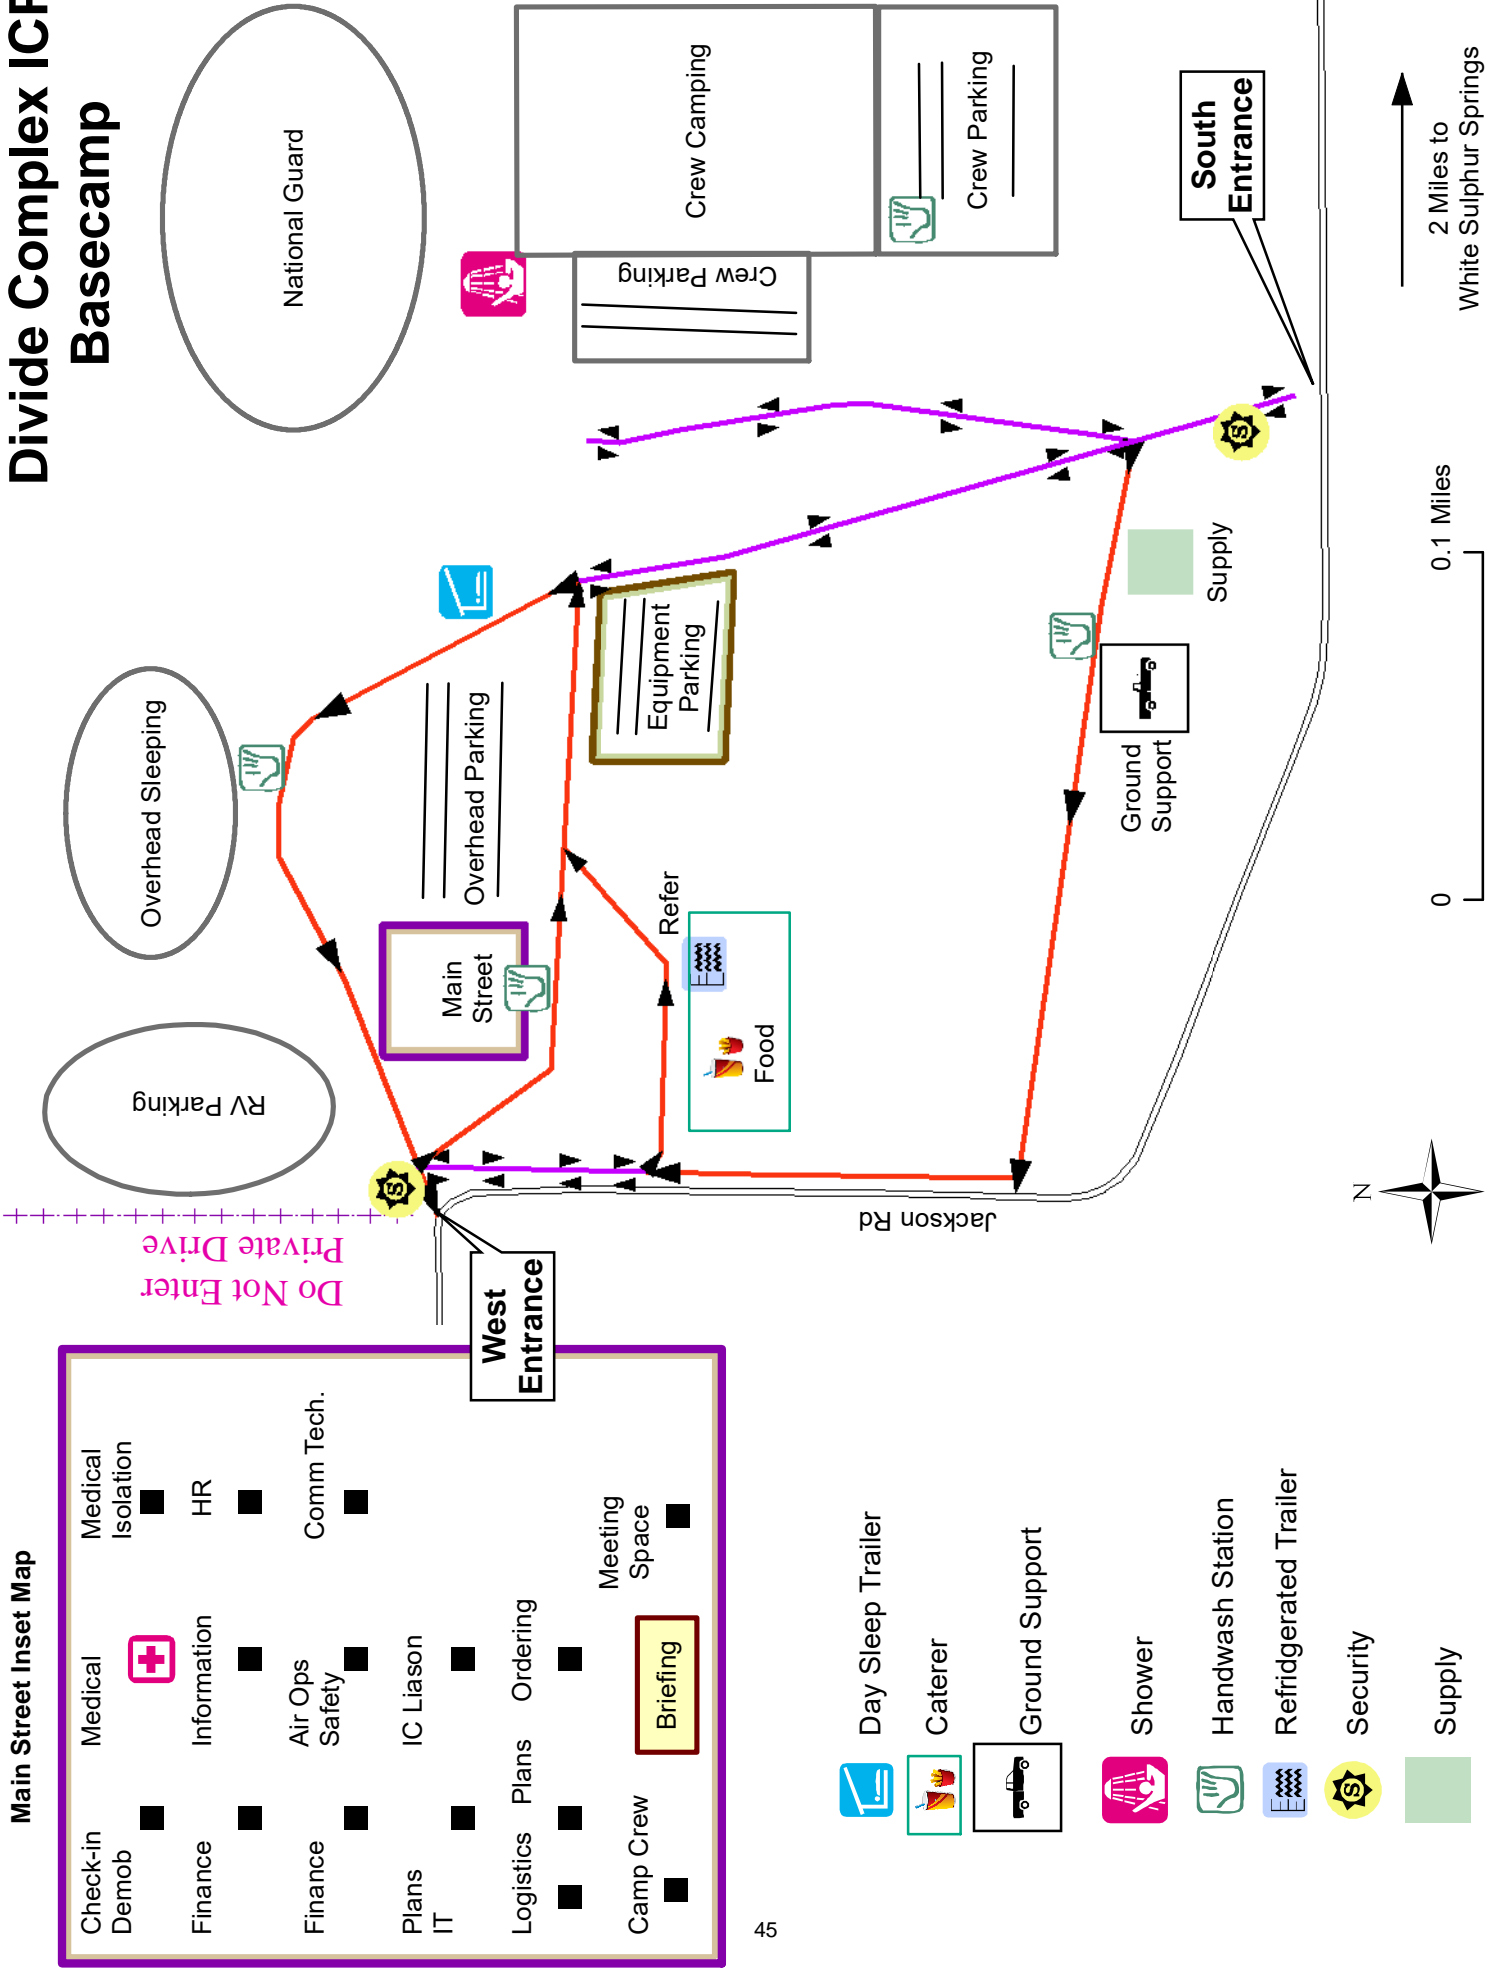 Divide Complex ICP
Basecamp
Main Street Inset Map
Check-in
Demob
Medical
Medical
Isolation
Finance
Information
HR
Finance
Air Ops
Safety
Comm Tech.
Plans
IT
IC Liason
Logistics
Plans
Ordering
Camp Crew
Briefing
Meeting
Space
Do Not Enter
Private Drive
West
Entrance
RV Parking
Overhead Sleeping
National Guard
Main
Street
Overhead Parking
Equipment
Parking
Refer
Food
Crew Parking
Crew Camping
Crew Parking
Ground
Support
Supply
S
S
South
Entrance
Jackson Rd
2 Miles to
White Sulphur Springs
N
0
0.1 Miles
Day Sleep Trailer
Caterer
Ground Support
Shower
Handwash Station
Refridgerated Trailer
S
Security
Supply
45